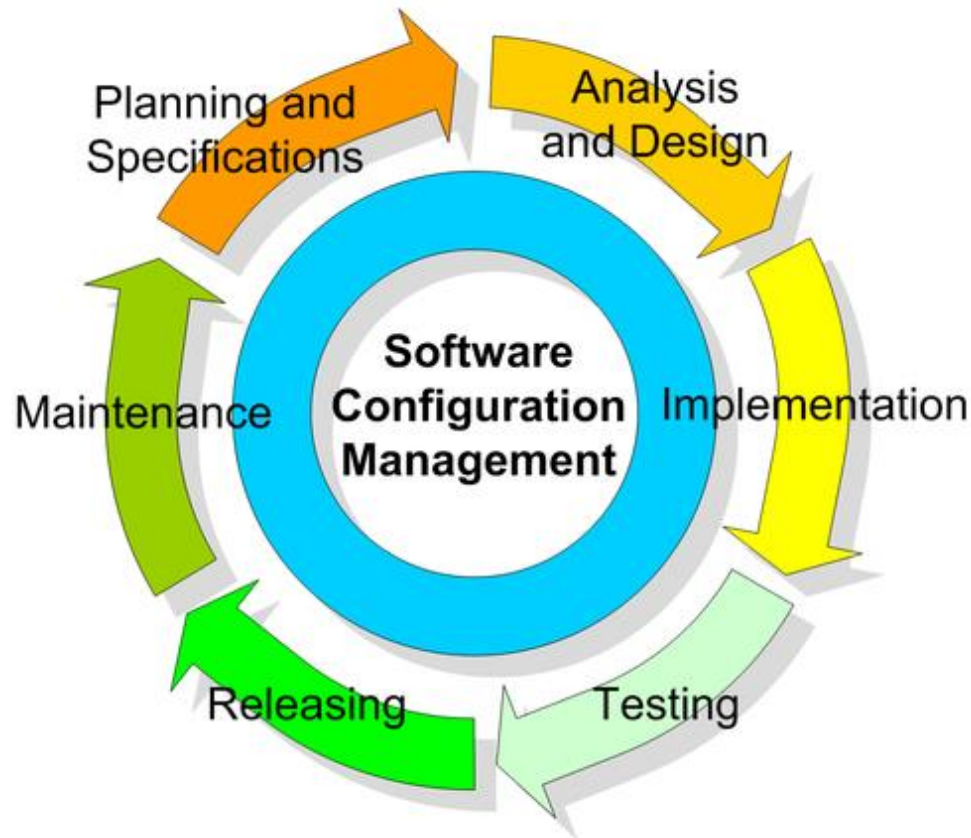 Planning and
Specifications
Analysis
and Design
Implementation
Testing
Releasing
Maintenance
Software
Configuration
Management